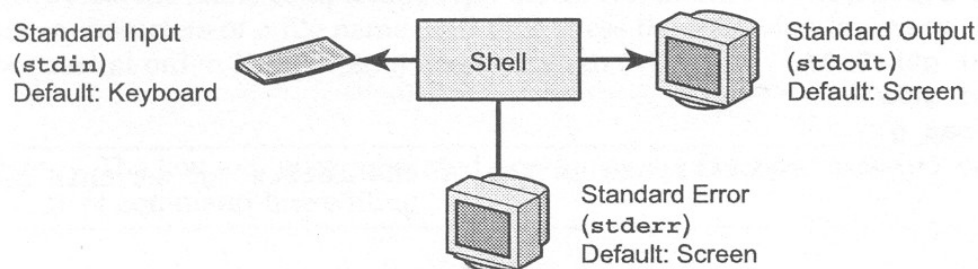 Standard Input
(stdin)
Default: Keyboard
Shell
Standard Output
(stdout)
Default: Screen
Standard Error
(stderr)
Default: Screen